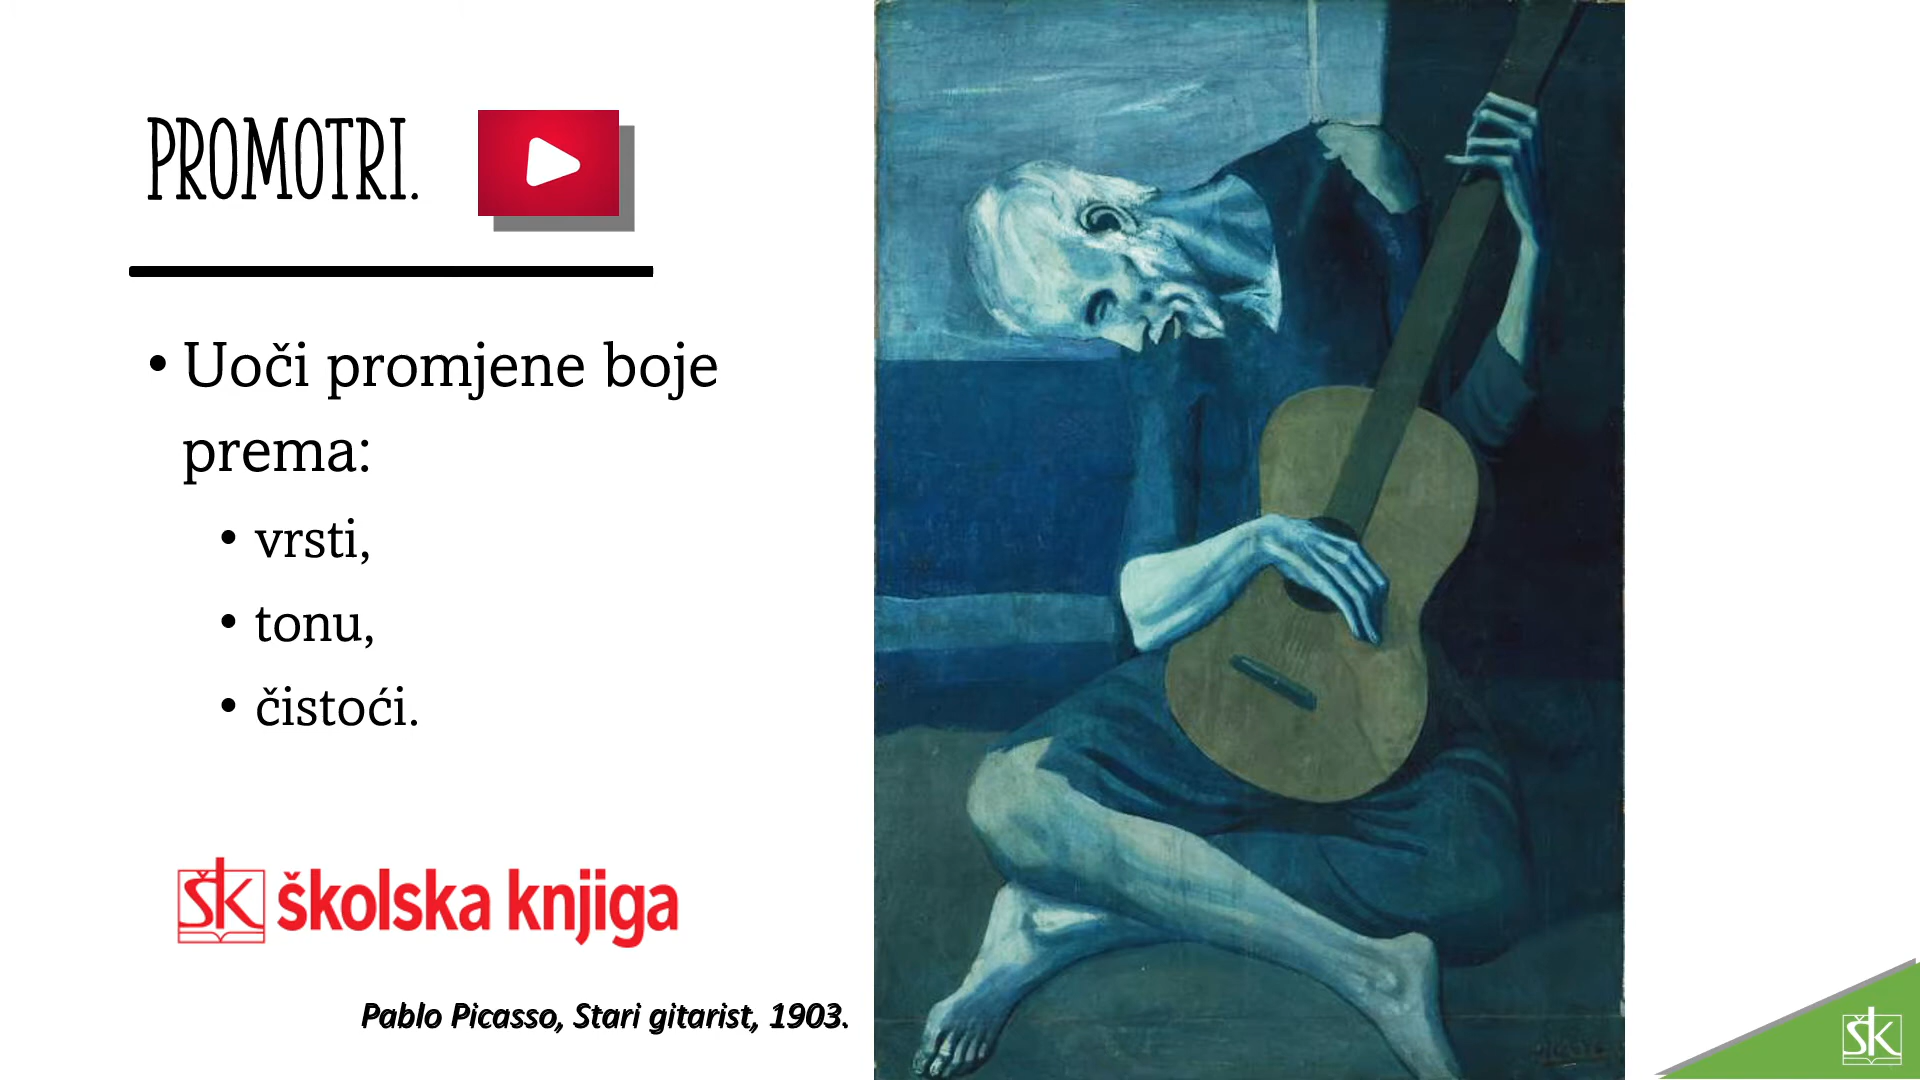 PROMOTRI.
• Uoči promjene boje
prema:
• vrsti,
• tonu,
• čistoći.
ŠK školska knjiga
Pablo Picasso, Stari gitarist, 1903.
ŠK